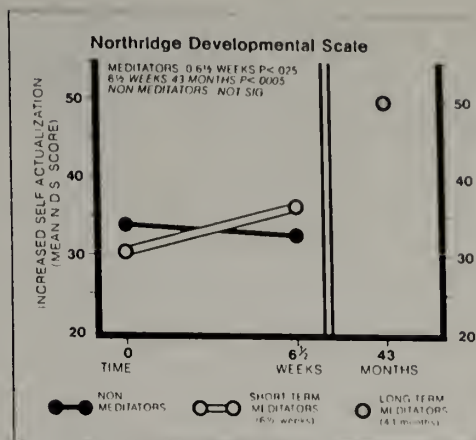 Northridge Developmental Scale
MEDITATORS 0 6½ WEEKS P<.025
6½ WEEKS 43 MONTHS P<.0005
NON MEDITATORS NOT SIG
INCREASED SELF ACTUALIZATION
(MEAN N D S SCORE)
50
40
30
20
50
40
30
20
0
6½
43
TIME
WEEKS
MONTHS
NON
MEDITATORS
SHORT TERM
MEDITATORS
(6½ weeks)
LONG TERM
MEDITATORS
(43 months)